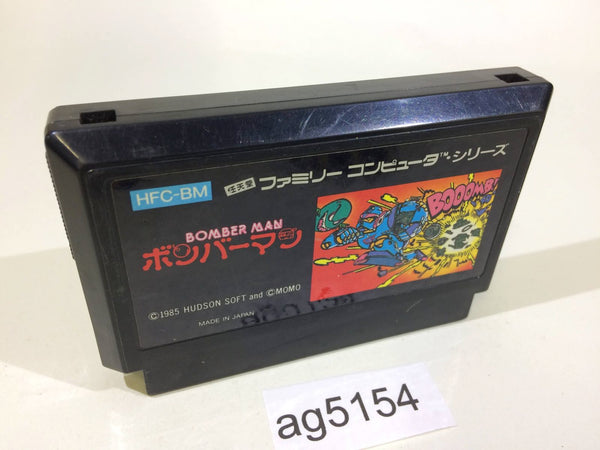 HFC-BM 任天堂 ファミリー コンピュータ™・シリーズ
BOMBER MAN
ボンバーマン
BOOOMB!
©1985 HUDSON SOFT and ©MOMO
MADE IN JAPAN
ag5154